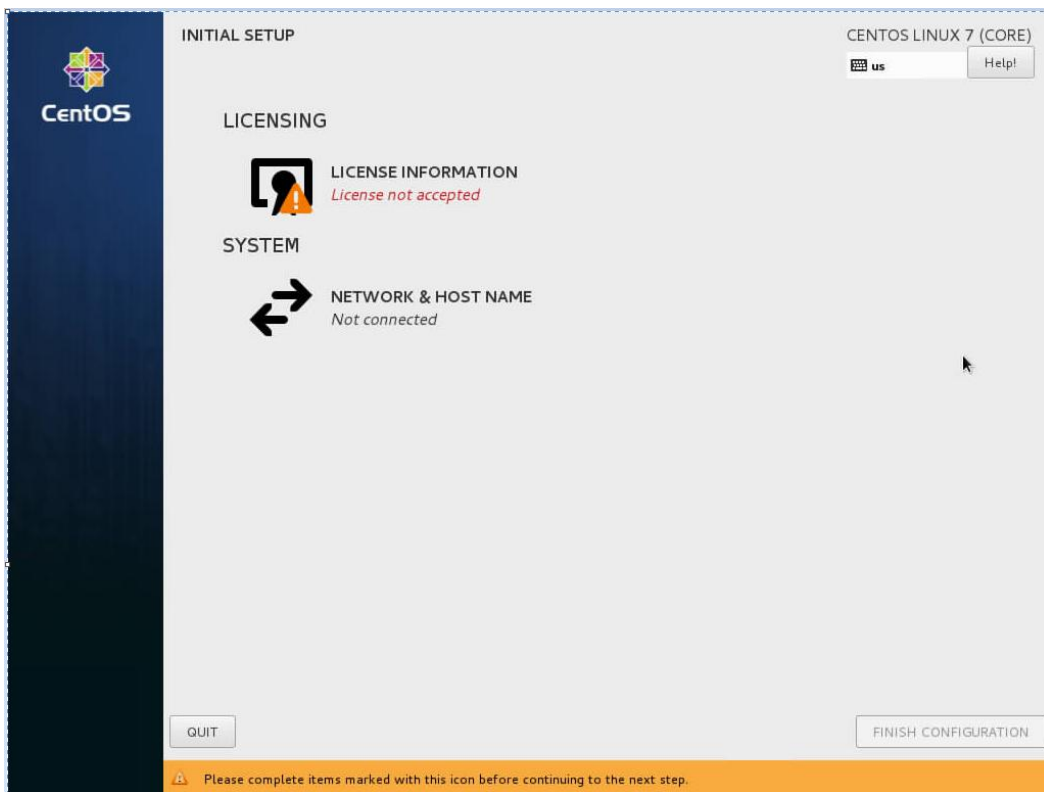 INITIAL SETUP
CENTOS LINUX 7 (CORE)
us
Help!
CentOS
LICENSING
LICENSE INFORMATION
License not accepted
SYSTEM
NETWORK & HOST NAME
Not connected
QUIT
FINISH CONFIGURATION
Please complete items marked with this icon before continuing to the next step.